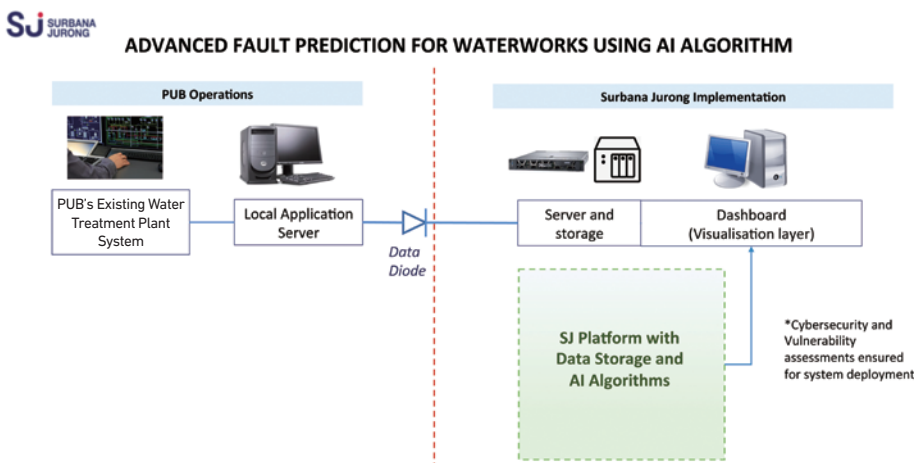 SJ SURBANA
JURONG
ADVANCED FAULT PREDICTION FOR WATERWORKS USING AI ALGORITHM
PUB Operations
Surbana Jurong Implementation
PUB's Existing Water
Treatment Plant
System
Local Application
Server
Data
Diode
Server and
storage
Dashboard
(Visualisation layer)
SJ Platform with
Data Storage and
AI Algorithms
*Cybersecurity and
Vulnerability
assessments ensured
for system deployment